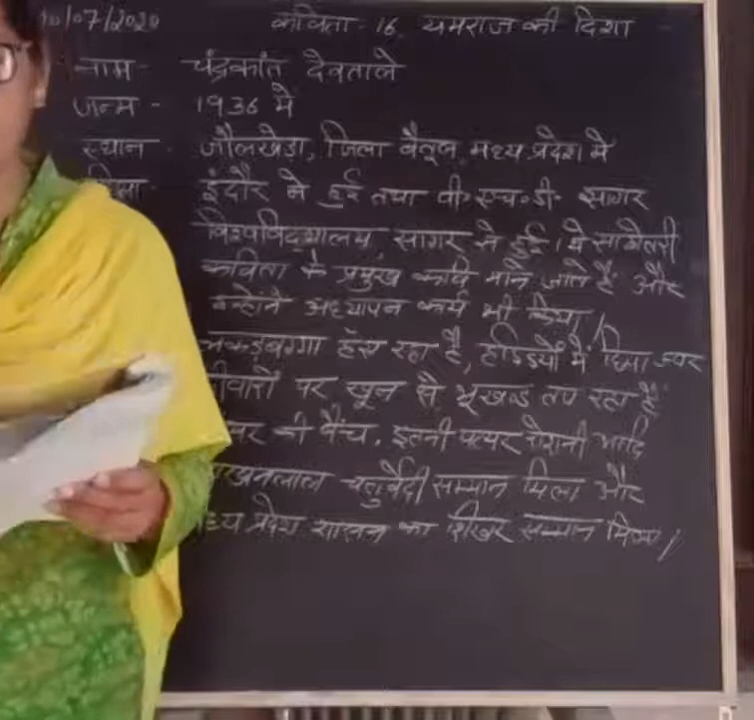 10/07/2020 कविता - 16 यमराज की दिशा
नाम - चंद्रकांत देवताले
जन्म - 1936 में
स्थान - जौलखेड़ा, जिला बैतूल, मध्य प्रदेश में
इंदौर में हुई तथा पी॰ एच॰ डी॰ सागर
विश्वविद्यालय, सागर से हुई। ये साठोतरी
कविता के प्रमुख कवि माने जाते हैं और
उन्होंने अध्यापन कार्य भी किया।
लकड़बग्गा हँस रहा है, हड्डियों में छिपा ज्वर
दीवारों पर खून से, भूखण्ड तप रहा है
पत्थर की बैंच, इतनी पत्थर रोशनी आदि
माखनलाल चतुर्वेदी सम्मान मिला और
मध्य प्रदेश शासन का शिखर सम्मान मिला।